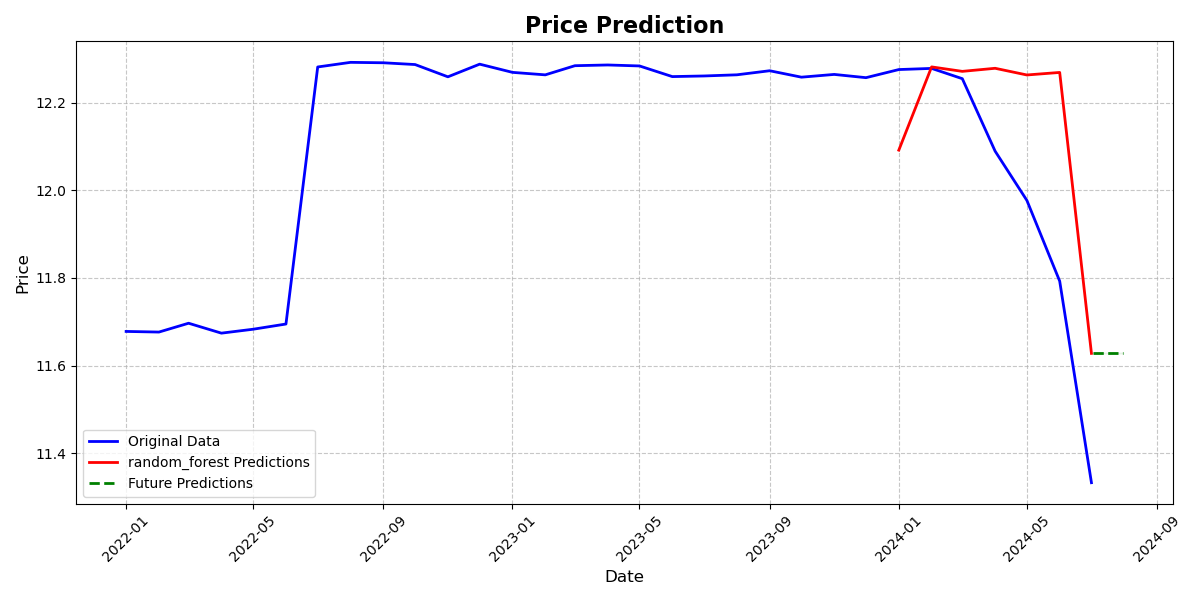 Price Prediction
Price
12.2
12.0
11.8
11.6
11.4
Original Data
random_forest Predictions
Future Predictions
2022-01
2022-05
2022-09
2023-01
2023-05
2023-09
2024-01
2024-05
2024-09
Date